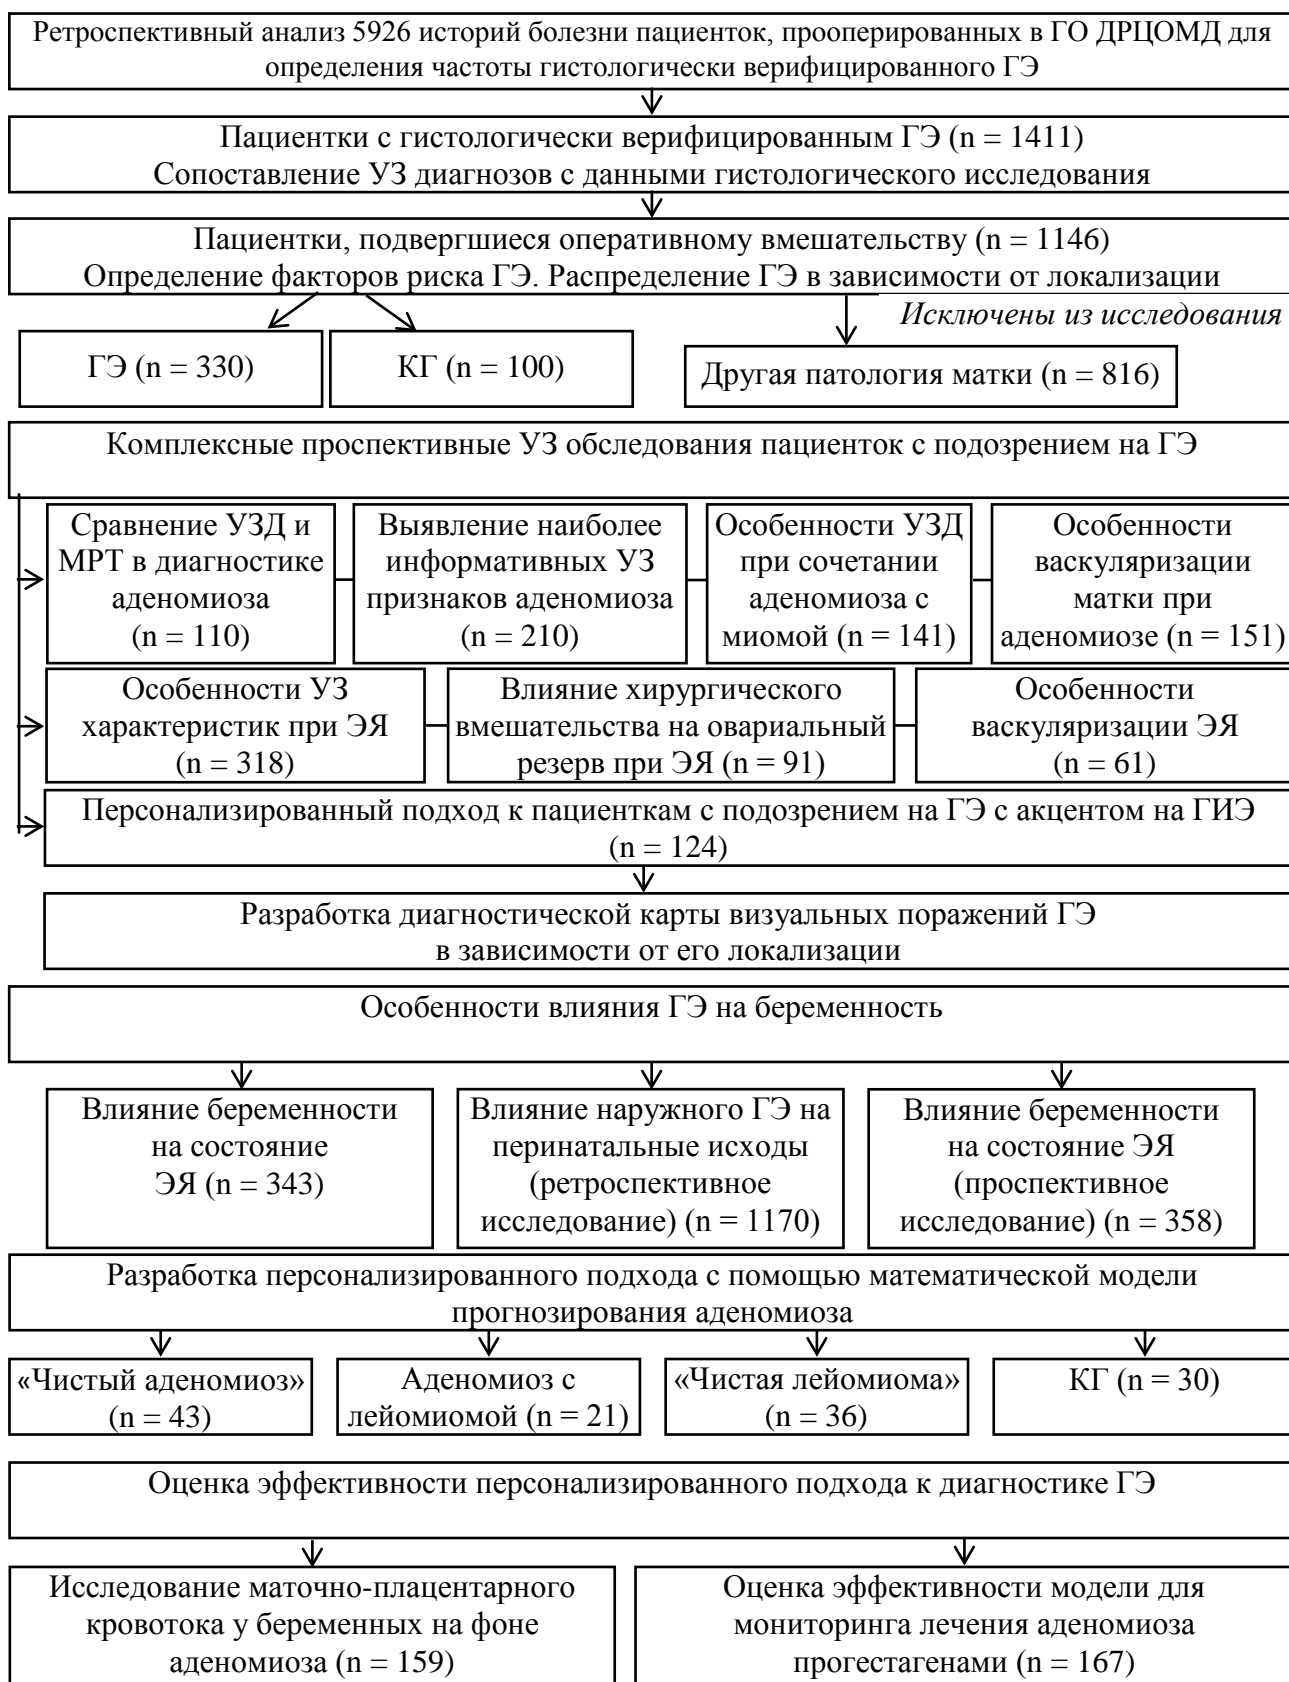 Ретроспективный анализ 5926 историй болезни пациенток, прооперированных в ГО ДРЦОМД для
определения частоты гистологически верифицированного ГЭ
Пациентки с гистологически верифицированным ГЭ (n = 1411)
Сопоставление УЗ диагнозов с данными гистологического исследования
Пациентки, подвергшиеся оперативному вмешательству (n = 1146)
Определение факторов риска ГЭ. Распределение ГЭ в зависимости от локализации
Исключены из исследования
ГЭ (n = 330)
КГ (n = 100)
Другая патология матки (n = 816)
Комплексные проспективные УЗ обследования пациенток с подозрением на ГЭ
Сравнение УЗД и
МРТ в диагностике
аденомиоза
(n = 110)
Выявление наиболее
информативных УЗ
признаков аденомиоза
(n = 210)
Особенности УЗД
при сочетании
аденомиоза с
миомой (n = 141)
Особенности
васкуляризации
матки при
аденомиозе (n = 151)
Особенности УЗ
характеристик при ЭЯ
(n = 318)
Влияние хирургического
вмешательства на овариальный
резерв при ЭЯ (n = 91)
Особенности
васкуляризации ЭЯ
(n = 61)
Персонализированный подход к пациенткам с подозрением на ГЭ с акцентом на ГИЭ
(n = 124)
Разработка диагностической карты визуальных поражений ГЭ
в зависимости от его локализации
Особенности влияния ГЭ на беременность
Влияние беременности
на состояние
ЭЯ (n = 343)
Влияние наружного ГЭ на
перинатальные исходы
(ретроспективное
исследование) (n = 1170)
Влияние беременности
на состояние ЭЯ
(проспективное
исследование) (n = 358)
Разработка персонализированного подхода с помощью математической модели
прогнозирования аденомиоза
«Чистый аденомиоз»
(n = 43)
Аденомиоз с
лейомиомой (n = 21)
«Чистая лейомиома»
(n = 36)
КГ (n = 30)
Оценка эффективности персонализированного подхода к диагностике ГЭ
Исследование маточно-плацентарного
кровотока у беременных на фоне
аденомиоза (n = 159)
Оценка эффективности модели для
мониторинга лечения аденомиоза
прогестагенами (n = 167)